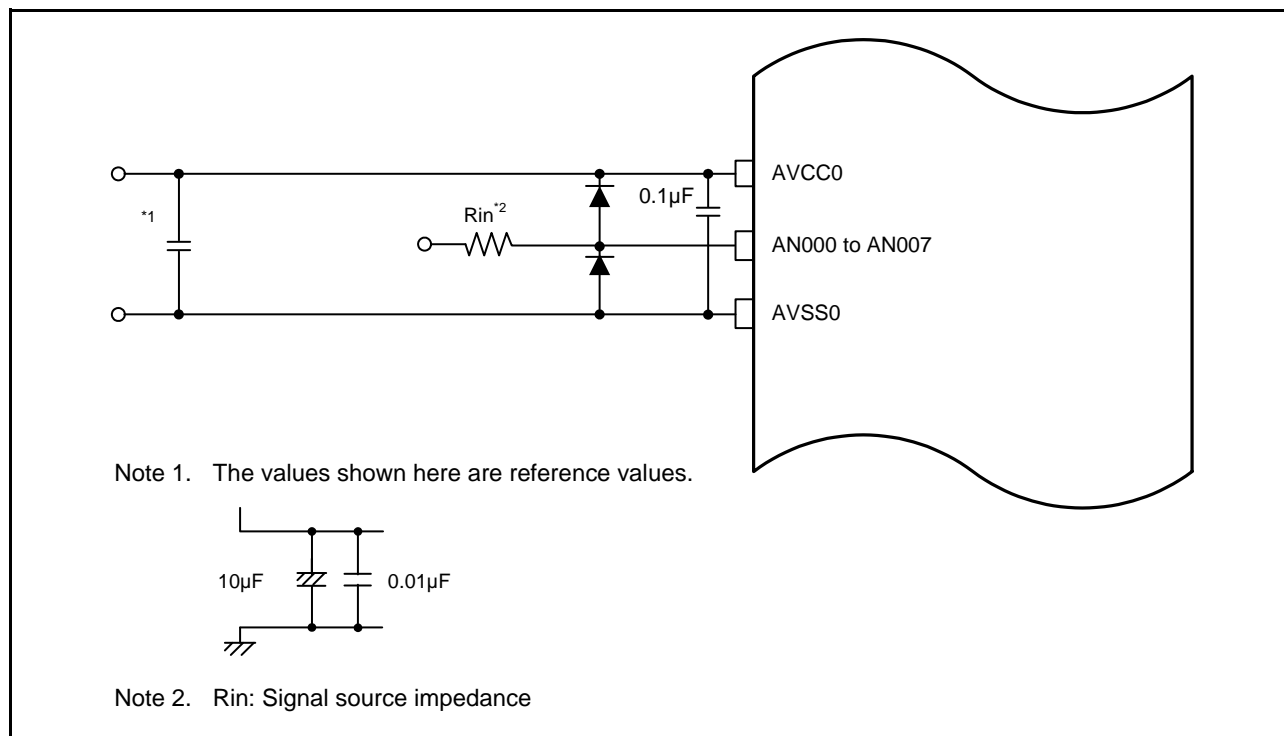 AVCC0
0.1µF
*1
Rin*2
AN000 to AN007
AVSS0
Note 1. The values shown here are reference values.
10µF
0.01µF
Note 2. Rin: Signal source impedance